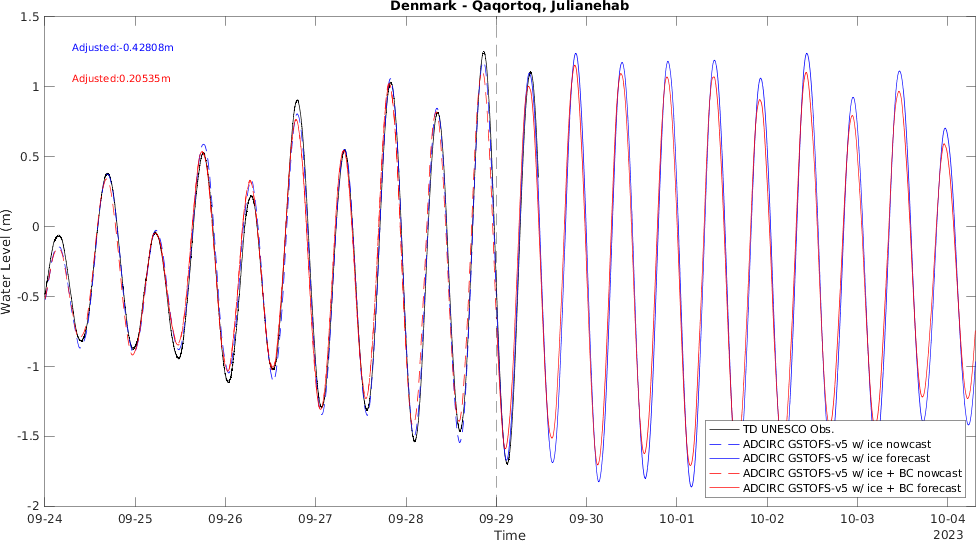 Denmark - Qaqortoq, Julianehab
Adjusted:-0.42808m
Adjusted:0.20535m
1.5
1
0.5
0
-0.5
-1
-1.5
-2
Water Level (m)
TD UNESCO Obs.
ADCIRC GSTOFS-v5 w/ ice nowcast
ADCIRC GSTOFS-v5 w/ ice forecast
ADCIRC GSTOFS-v5 w/ ice + BC nowcast
ADCIRC GSTOFS-v5 w/ ice + BC forecast
09-24 09-25 09-26 09-27 09-28 09-29 09-30 10-01 10-02 10-03 10-04
Time 2023